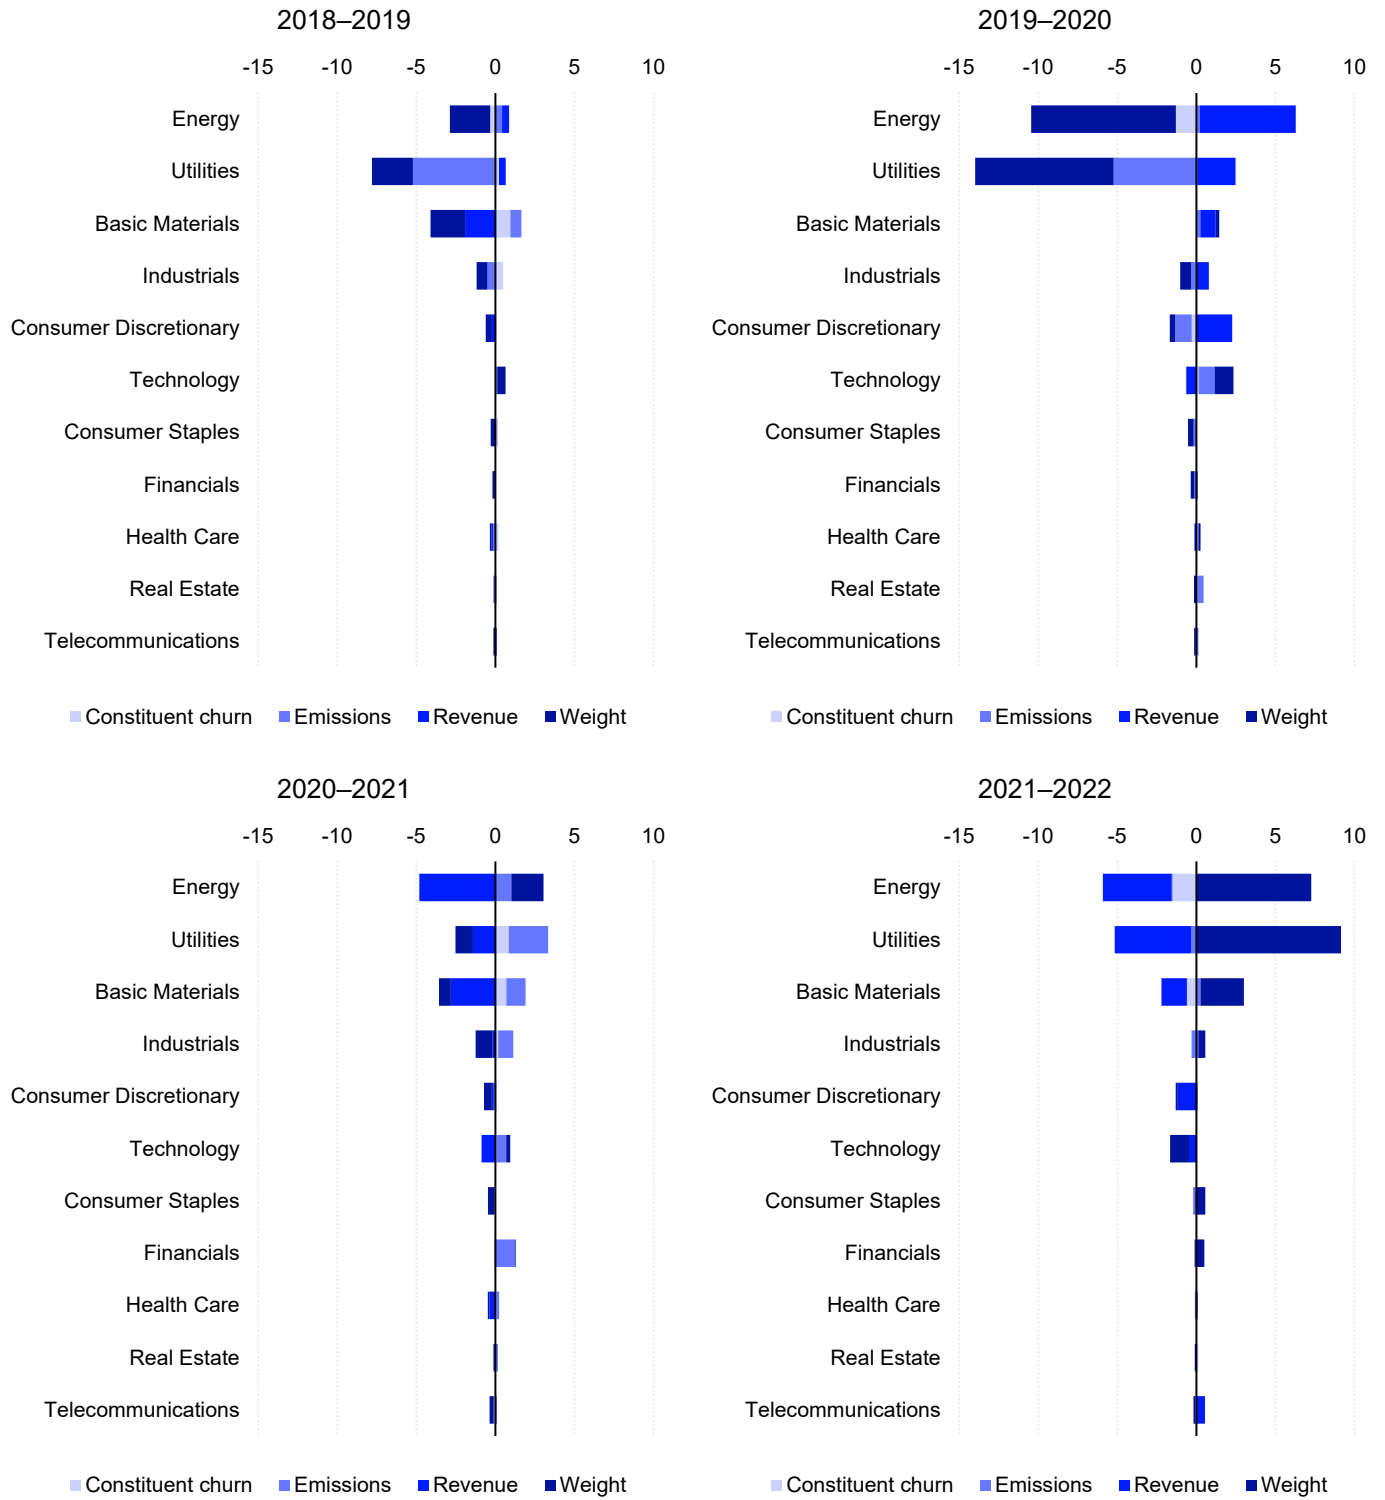 2018–2019
-15 -10 -5 0 5 10
Energy
Utilities
Basic Materials
Industrials
Consumer Discretionary
Technology
Consumer Staples
Financials
Health Care
Real Estate
Telecommunications
Constituent churn Emissions Revenue Weight
2019–2020
-15 -10 -5 0 5 10
Energy
Utilities
Basic Materials
Industrials
Consumer Discretionary
Technology
Consumer Staples
Financials
Health Care
Real Estate
Telecommunications
Constituent churn Emissions Revenue Weight
2020–2021
-15 -10 -5 0 5 10
Energy
Utilities
Basic Materials
Industrials
Consumer Discretionary
Technology
Consumer Staples
Financials
Health Care
Real Estate
Telecommunications
Constituent churn Emissions Revenue Weight
2021–2022
-15 -10 -5 0 5 10
Energy
Utilities
Basic Materials
Industrials
Consumer Discretionary
Technology
Consumer Staples
Financials
Health Care
Real Estate
Telecommunications
Constituent churn Emissions Revenue Weight